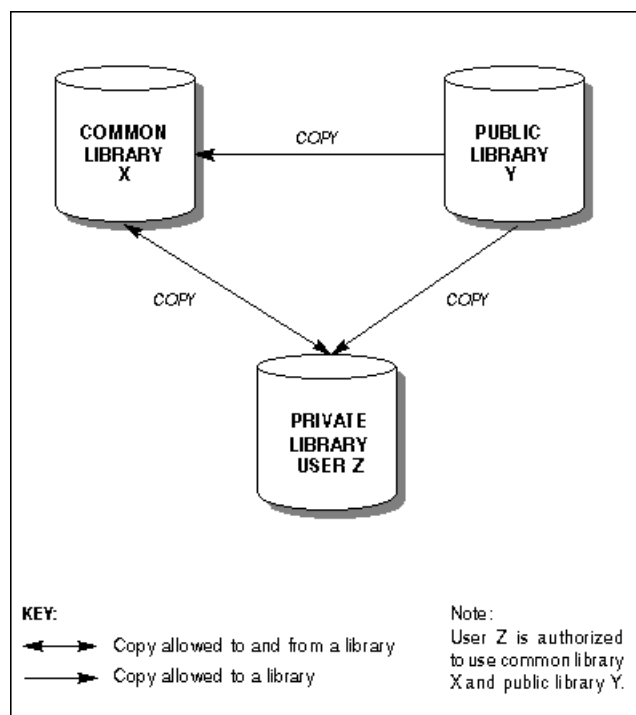 COMMON
LIBRARY
X
PUBLIC
LIBRARY
Y
COPY
COPY
COPY
PRIVATE
LIBRARY
USER Z
KEY:
Copy allowed to and from a library
Copy allowed to a library
Note:
User Z is authorized
to use common library
X and public library Y.